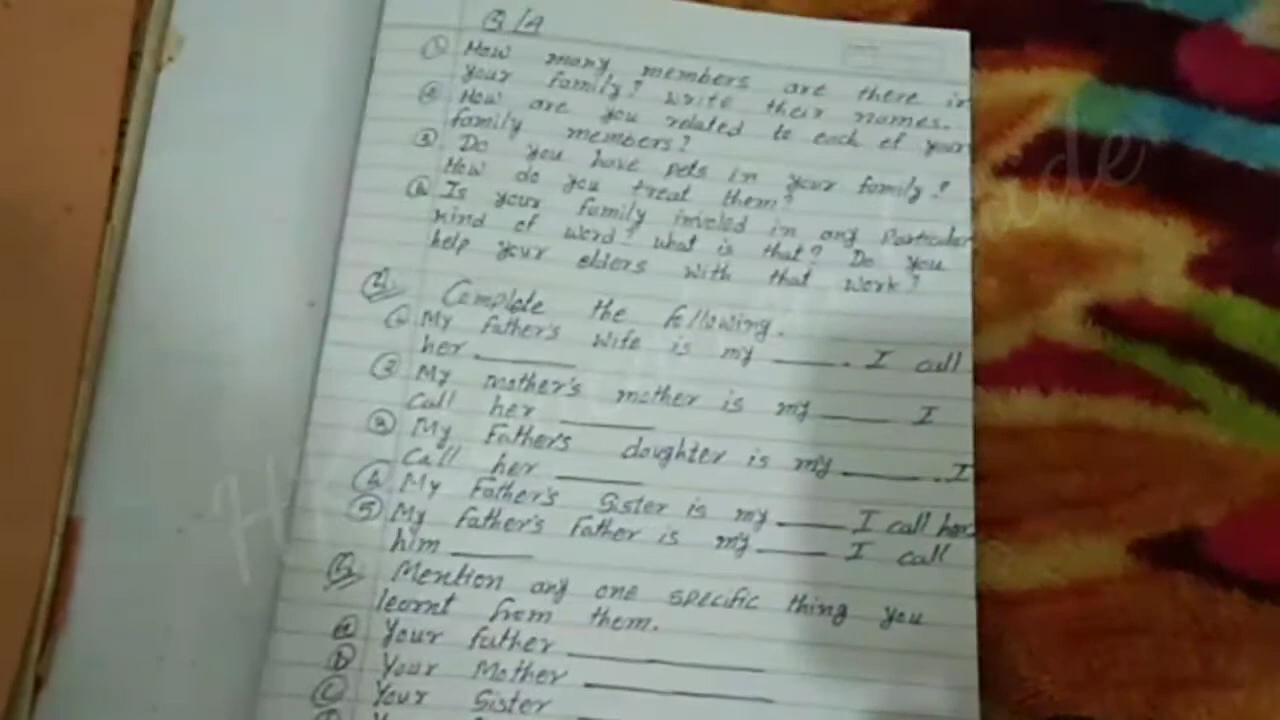 Q/A
① How many members are there in
your family? write their names.
② How are you related to each of your
family members?
③ Do you have pets in your family?
How do you treat them?
④ Is your family inveled in any Particular
kind of word? what is that? Do you
help your elders with that work?
Complete the following.
① My father's wife is my ____. I call
her ____
② My mother's mother is my ____ I
Call her ____
③ My Father's daughter is my ____. I
Call her ____
④ My Father's Sister is my ____ I call her
⑤ My father's Father is my ____ I call
him ____
Mention any one specific thing you
learnt from them.
ⓐ Your father ____
ⓑ Your Mother ____
ⓒ Your Sister ____